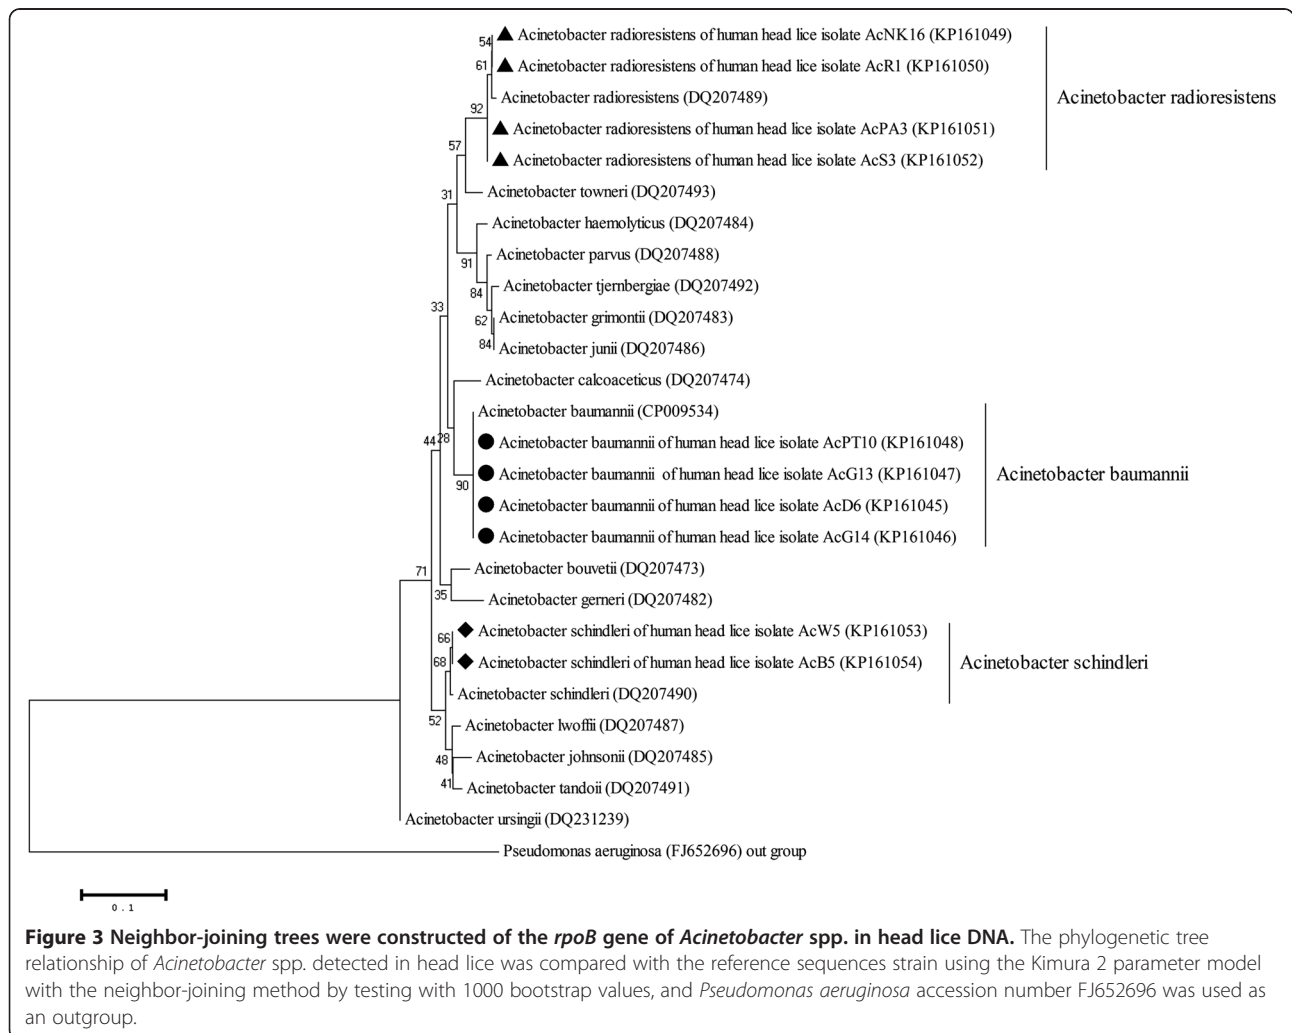 54
▲ Acinetobacter radioresistens of human head lice isolate AcNK16 (KP161049)
61
▲ Acinetobacter radioresistens of human head lice isolate AcR1 (KP161050)
Acinetobacter radioresistens (DQ207489)
Acinetobacter radioresistens
92
▲ Acinetobacter radioresistens of human head lice isolate AcPA3 (KP161051)
57
▲ Acinetobacter radioresistens of human head lice isolate AcS3 (KP161052)
31
Acinetobacter towneri (DQ207493)
Acinetobacter haemolyticus (DQ207484)
91
Acinetobacter parvus (DQ207488)
84
Acinetobacter tjernbergiae (DQ207492)
33
62
Acinetobacter grimontii (DQ207483)
84
Acinetobacter junii (DQ207486)
Acinetobacter calcoaceticus (DQ207474)
Acinetobacter baumannii (CP009534)
44
28
● Acinetobacter baumannii of human head lice isolate AcPT10 (KP161048)
● Acinetobacter baumannii of human head lice isolate AcG13 (KP161047)
Acinetobacter baumannii
90
● Acinetobacter baumannii of human head lice isolate AcD6 (KP161045)
● Acinetobacter baumannii of human head lice isolate AcG14 (KP161046)
71
Acinetobacter bouvetii (DQ207473)
35
Acinetobacter gerneri (DQ207482)
66
◆ Acinetobacter schindleri of human head lice isolate AcW5 (KP161053)
68
◆ Acinetobacter schindleri of human head lice isolate AcB5 (KP161054)
Acinetobacter schindleri
Acinetobacter schindleri (DQ207490)
52
Acinetobacter lwoffii (DQ207487)
48
Acinetobacter johnsonii (DQ207485)
41
Acinetobacter tandoii (DQ207491)
Acinetobacter ursingii (DQ231239)
Pseudomonas aeruginosa (FJ652696) out group
0.1
Figure 3 Neighbor-joining trees were constructed of the rpoB gene of Acinetobacter spp. in head lice DNA. The phylogenetic tree
relationship of Acinetobacter spp. detected in head lice was compared with the reference sequences strain using the Kimura 2 parameter model
with the neighbor-joining method by testing with 1000 bootstrap values, and Pseudomonas aeruginosa accession number FJ652696 was used as
an outgroup.